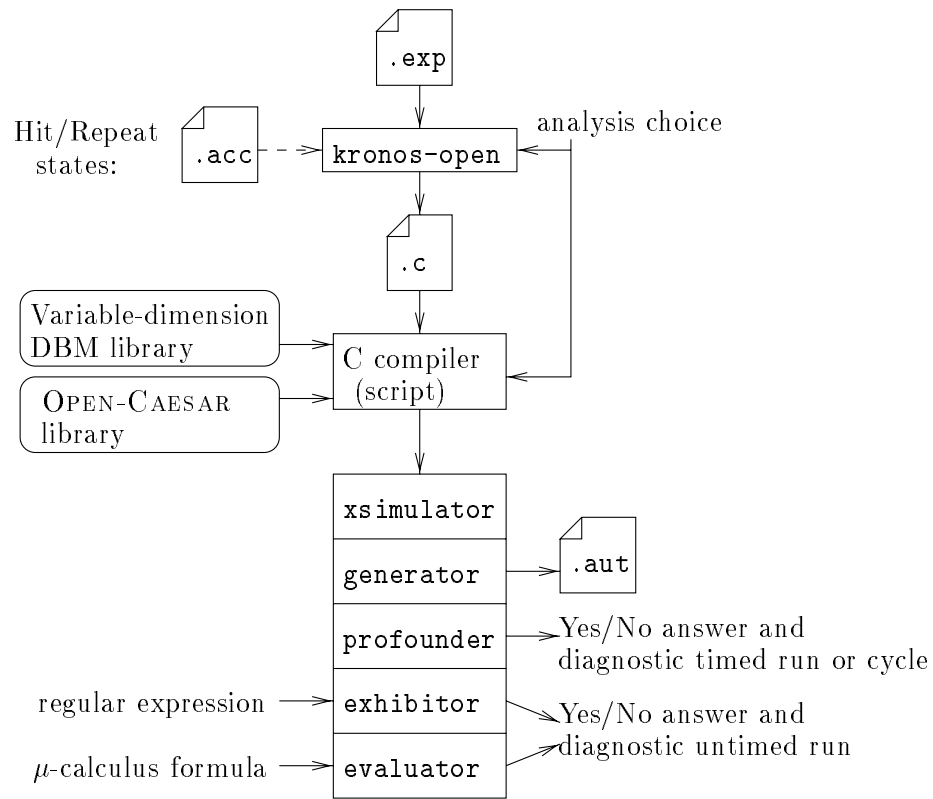 .exp
analysis choice
Hit/Repeat
states:
.acc
kronos-open
.c
Variable-dimension
DBM library
C compiler
(script)
OPEN-CAESAR
library
xsimulator
generator
.aut
profounder
Yes/No answer and
diagnostic timed run or cycle
regular expression
exhibitor
Yes/No answer and
diagnostic untimed run
μ-calculus formula
evaluator